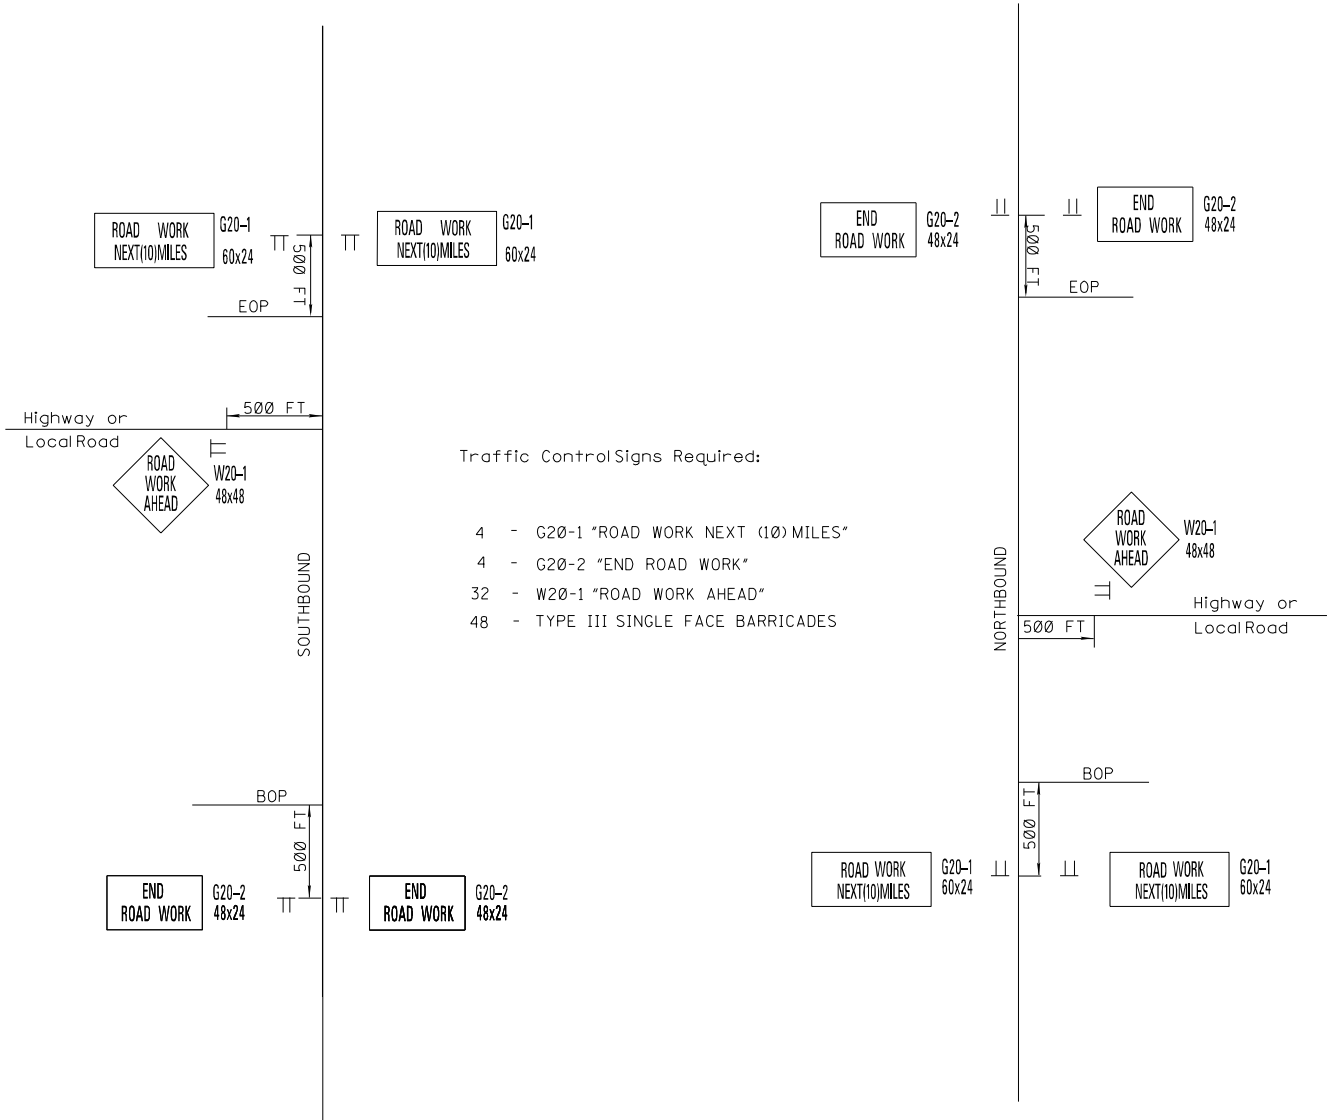 ROAD WORK
NEXT(10)MILES
G20-1
60x24
500 FT
ROAD WORK
NEXT(10)MILES
G20-1
60x24
EOP
500 FT
Highway or
Local Road
ROAD
WORK
AHEAD
W20-1
48x48
SOUTHBOUND
BOP
500 FT
END
ROAD WORK
G20-2
48x24
END
ROAD WORK
G20-2
48x24
Traffic Control Signs Required:
4 - G20-1 "ROAD WORK NEXT (10) MILES"
4 - G20-2 "END ROAD WORK"
32 - W20-1 "ROAD WORK AHEAD"
48 - TYPE III SINGLE FACE BARRICADES
END
ROAD WORK
G20-2
48x24
500 FT
END
ROAD WORK
G20-2
48x24
EOP
ROAD
WORK
AHEAD
W20-1
48x48
NORTHBOUND
Highway or
Local Road
500 FT
BOP
500 FT
ROAD WORK
NEXT(10)MILES
G20-1
60x24
ROAD WORK
NEXT(10)MILES
G20-1
60x24